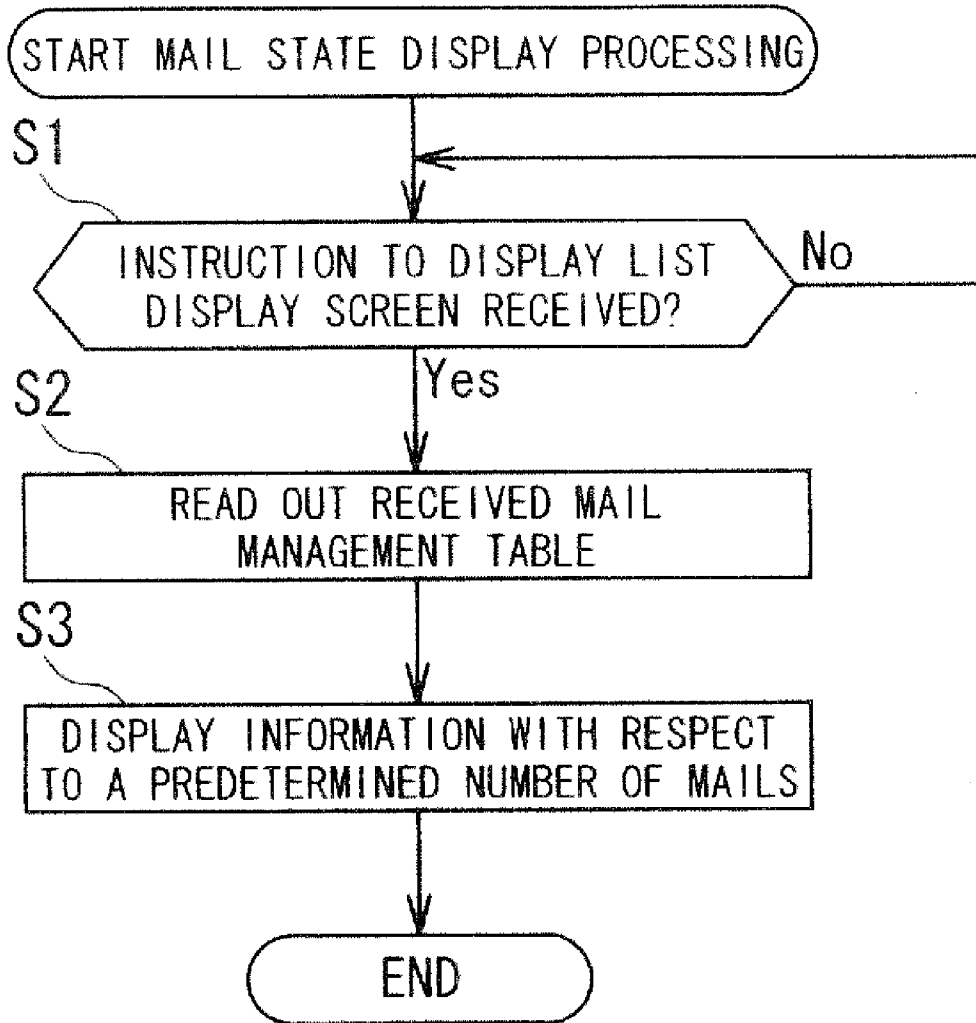 START MAIL STATE DISPLAY PROCESSING
S1
INSTRUCTION TO DISPLAY LIST
DISPLAY SCREEN RECEIVED?
No
Yes
S2
READ OUT RECEIVED MAIL
MANAGEMENT TABLE
S3
DISPLAY INFORMATION WITH RESPECT
TO A PREDETERMINED NUMBER OF MAILS
END